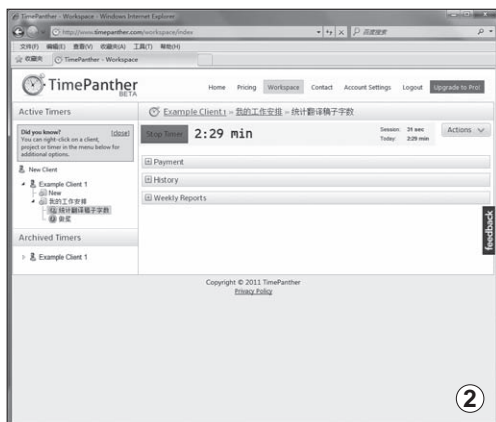 TimePanther - Workspace - Windows Internet Explorer
http://www.timepanther.com/workspace/index
百度搜索
文件(F) 编辑(E) 查看(V) 收藏夹(A) 工具(T) 帮助(H)
收藏夹 TimePanther - Workspace
TimePanther
BETA
Home Pricing Workspace Contact Account Settings Logout Upgrade to Pro!
Active Timers
Did you know? [close]
You can right-click on a client,
project or timer in the menu below for
additional options.
New Client
Example Client 1
New
我的工作安排
统计翻译稿子字数
Archived Timers
Example Client 1
Example Client 1 » 我的工作安排 » 统计翻译稿子字数
Stop Timer 2:29 min
Session: 31 sec
Today: 2:29 min
Actions
Payment
History
Weekly Reports
feedback
Copyright © 2011 TimePanther
Privacy Policy
2